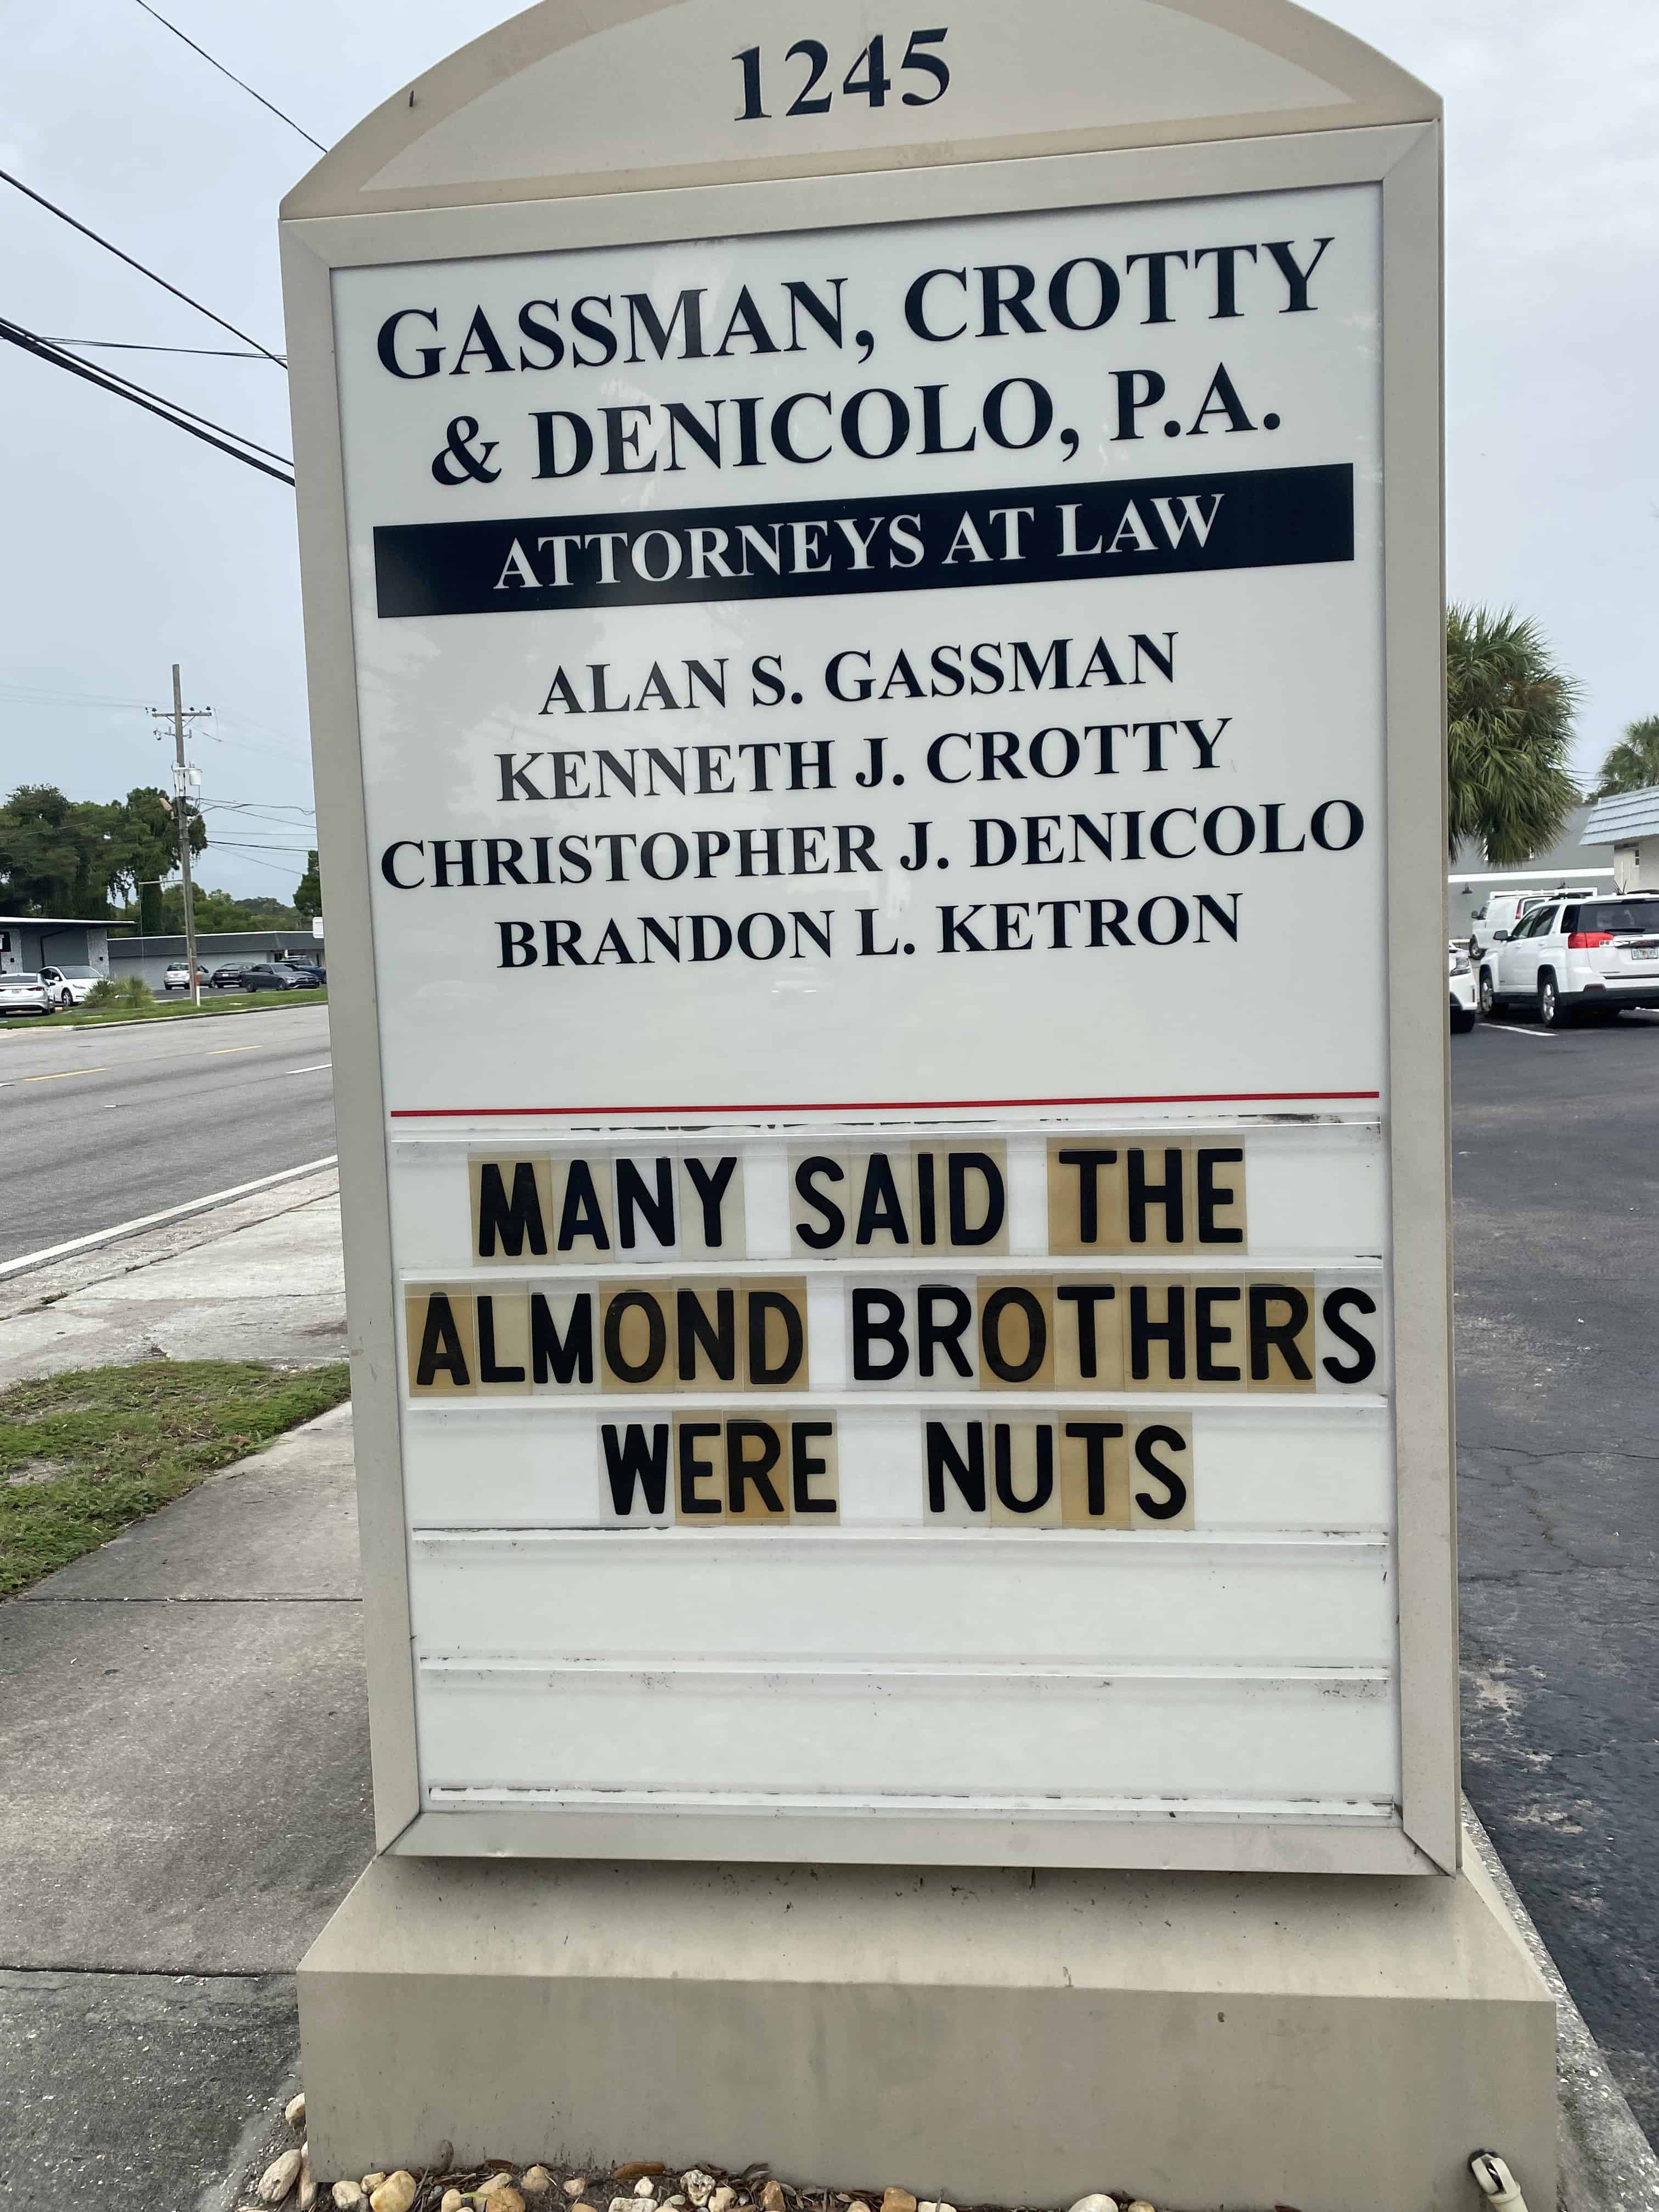 1245
GASSMAN, CROTTY
& DENICOLO, P.A.
ATTORNEYS AT LAW
ALAN S. GASSMAN
KENNETH J. CROTTY
CHRISTOPHER J. DENICOLO
BRANDON L. KETRON
MANY SAID THE
ALMOND BROTHERS
WERE NUTS